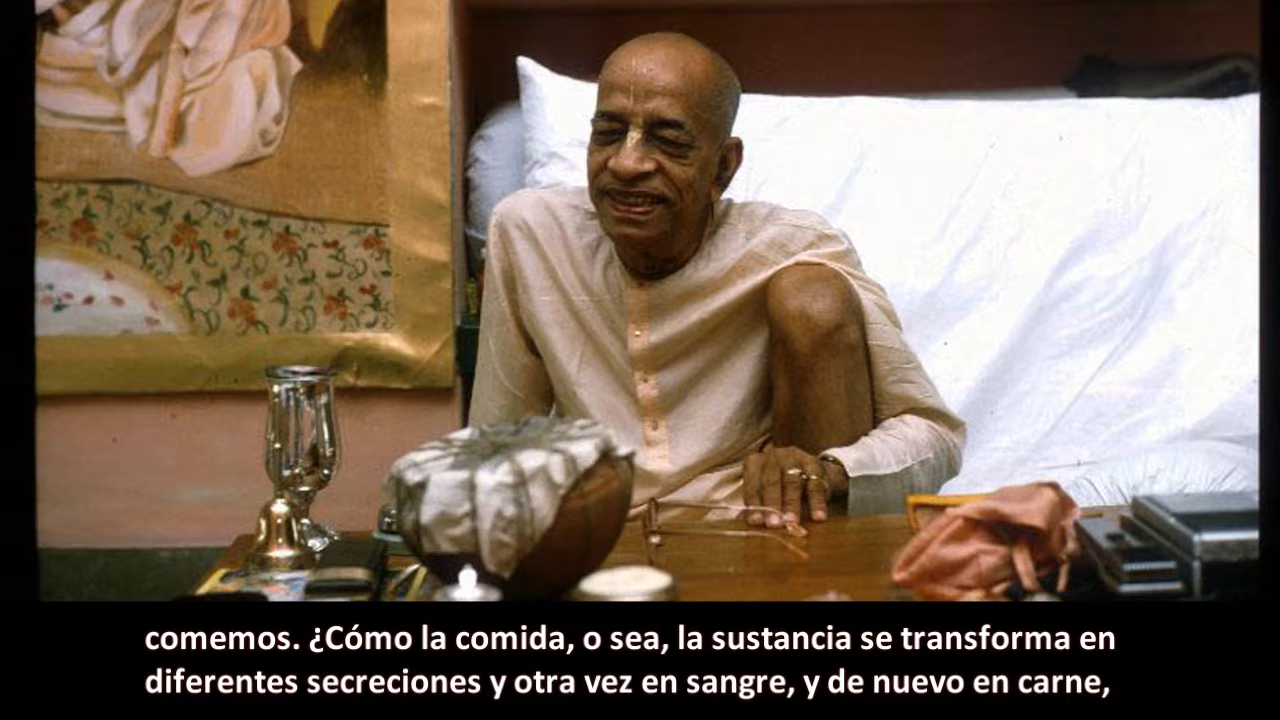 comemos. ¿Cómo la comida, o sea, la sustancia se transforma en
diferentes secreciones y otra vez en sangre, y de nuevo en carne,